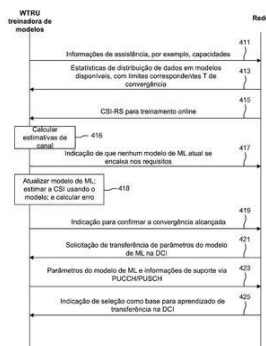 WTRU
treinadora de
modelos
Rede
411
Informações de assistência, por exemplo, capacidades
Estatísticas de distribuição de dados em modelos
disponíveis, com limites correspondentes T de
convergência
413
415
CSI-RS para treinamento online
Calcular
estimativas de
canal
416
417
Indicação de que nenhum modelo de ML atual se
encaixa nos requisitos
Atualizar modelo de ML;
estimar a CSI usando o
modelo; e calcular erro
418
419
Indicação para confirmar a convergência alcançada
Solicitação de transferência de parâmetros do modelo
de ML na DCI
421
Parâmetros do modelo de ML e informações de suporte via
PUCCH/PUSCH
423
Indicação de seleção como base para aprendizado de
transferência na DCI
425